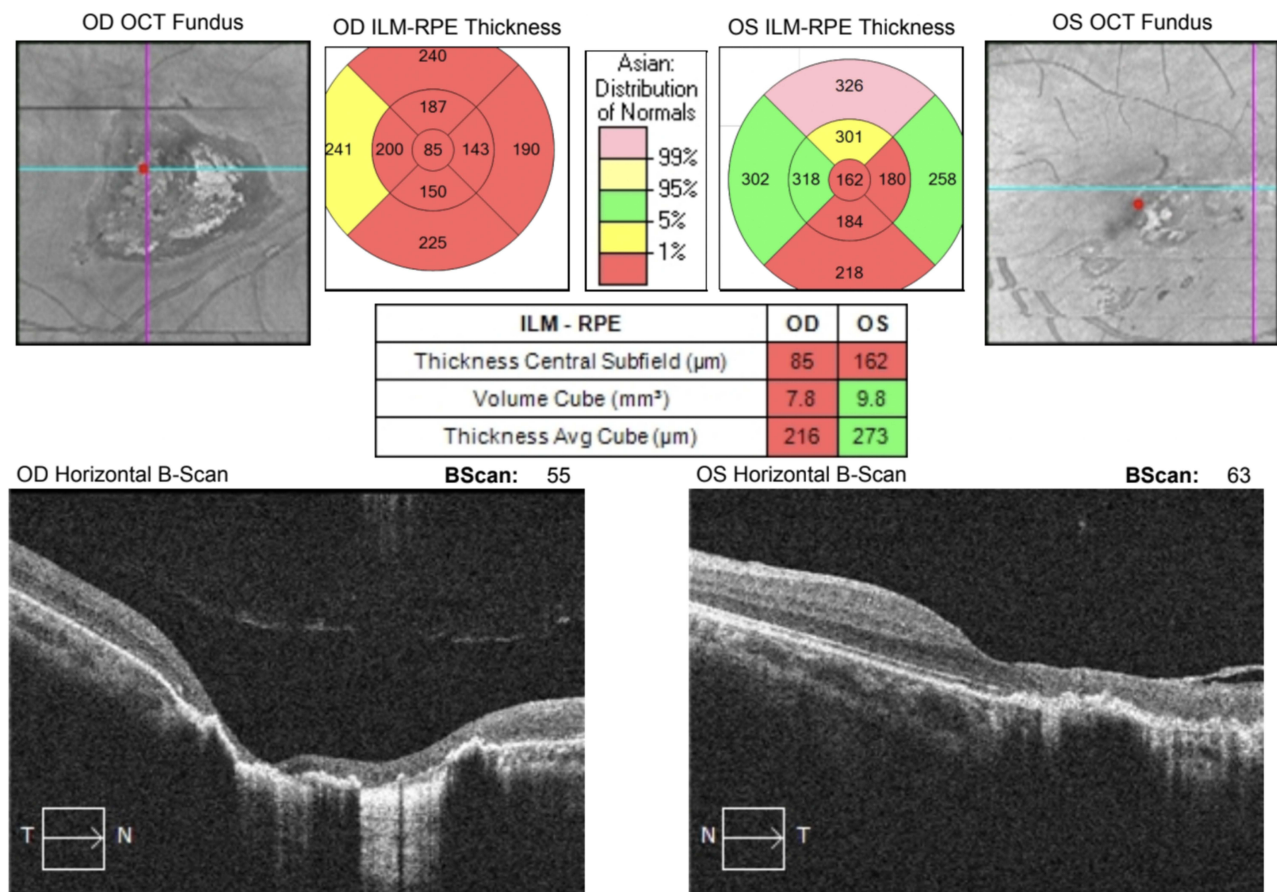 OD OCT Fundus
OD ILM-RPE Thickness
OS ILM-RPE Thickness
OS OCT Fundus
240
187
241 200 85 143 190
150
225
Asian:
Distribution
of Normals
99%
95%
5%
1%
326
301
302 318 162 180 258
184
218
ILM - RPE OD OS
Thickness Central Subfield (µm) 85 162
Volume Cube (mm³) 7.8 9.8
Thickness Avg Cube (µm) 216 273
OD Horizontal B-Scan BScan: 55
OS Horizontal B-Scan BScan: 63
T N
N T